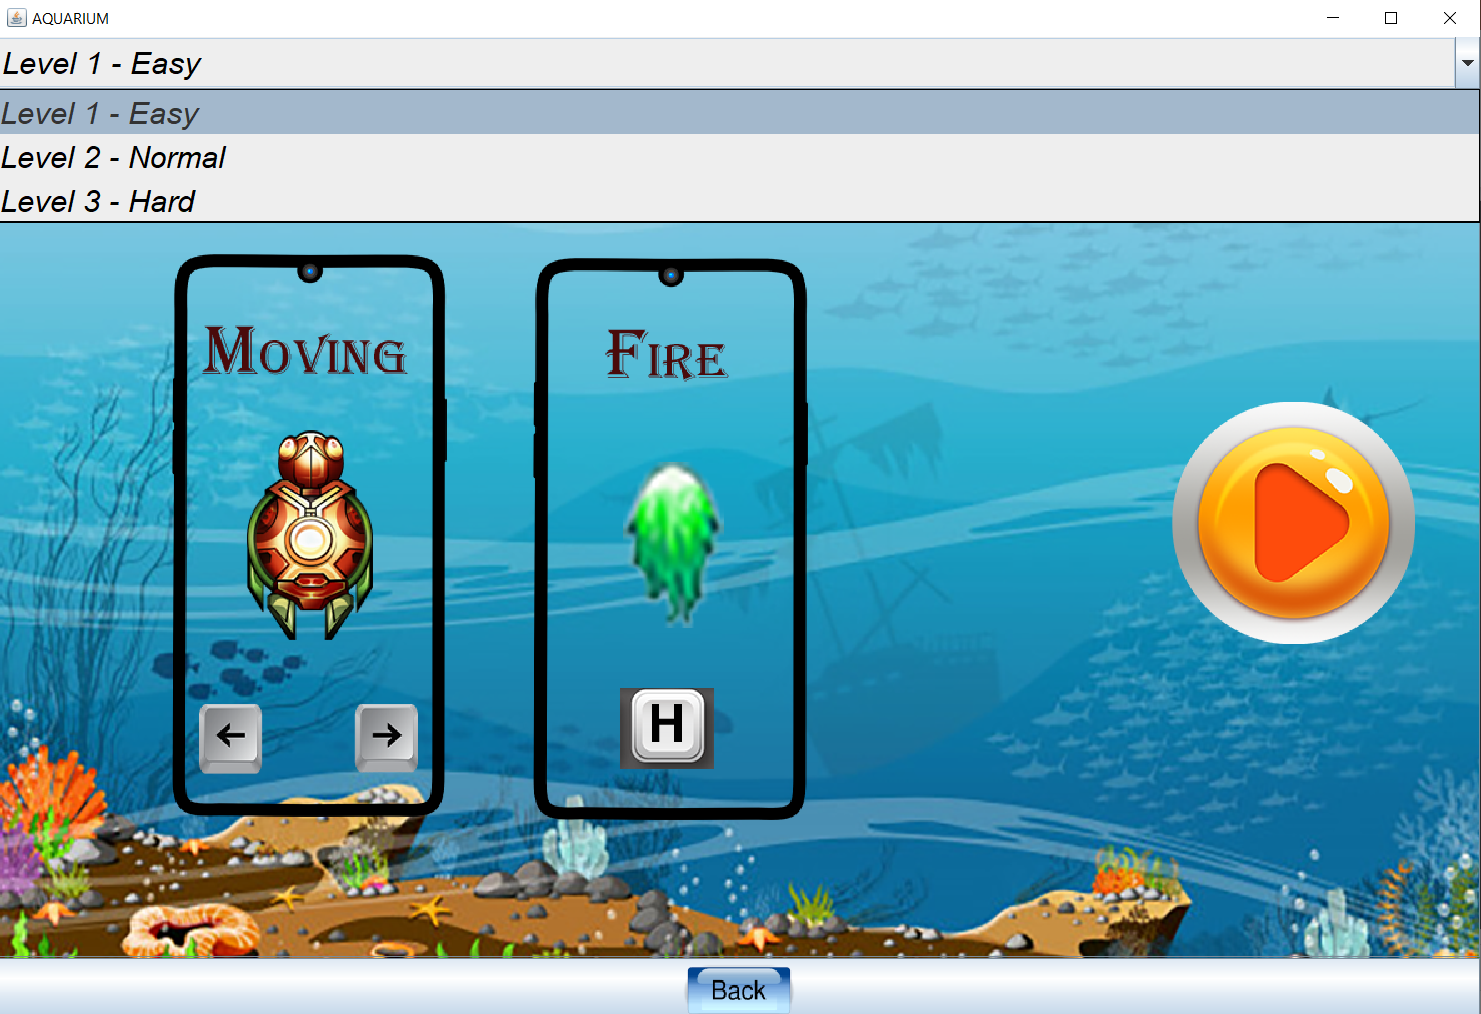 AQUARIUM
Level 1 - Easy
Level 1 - Easy
Level 2 - Normal
Level 3 - Hard
MOVING
FIRE
← →
H
Back